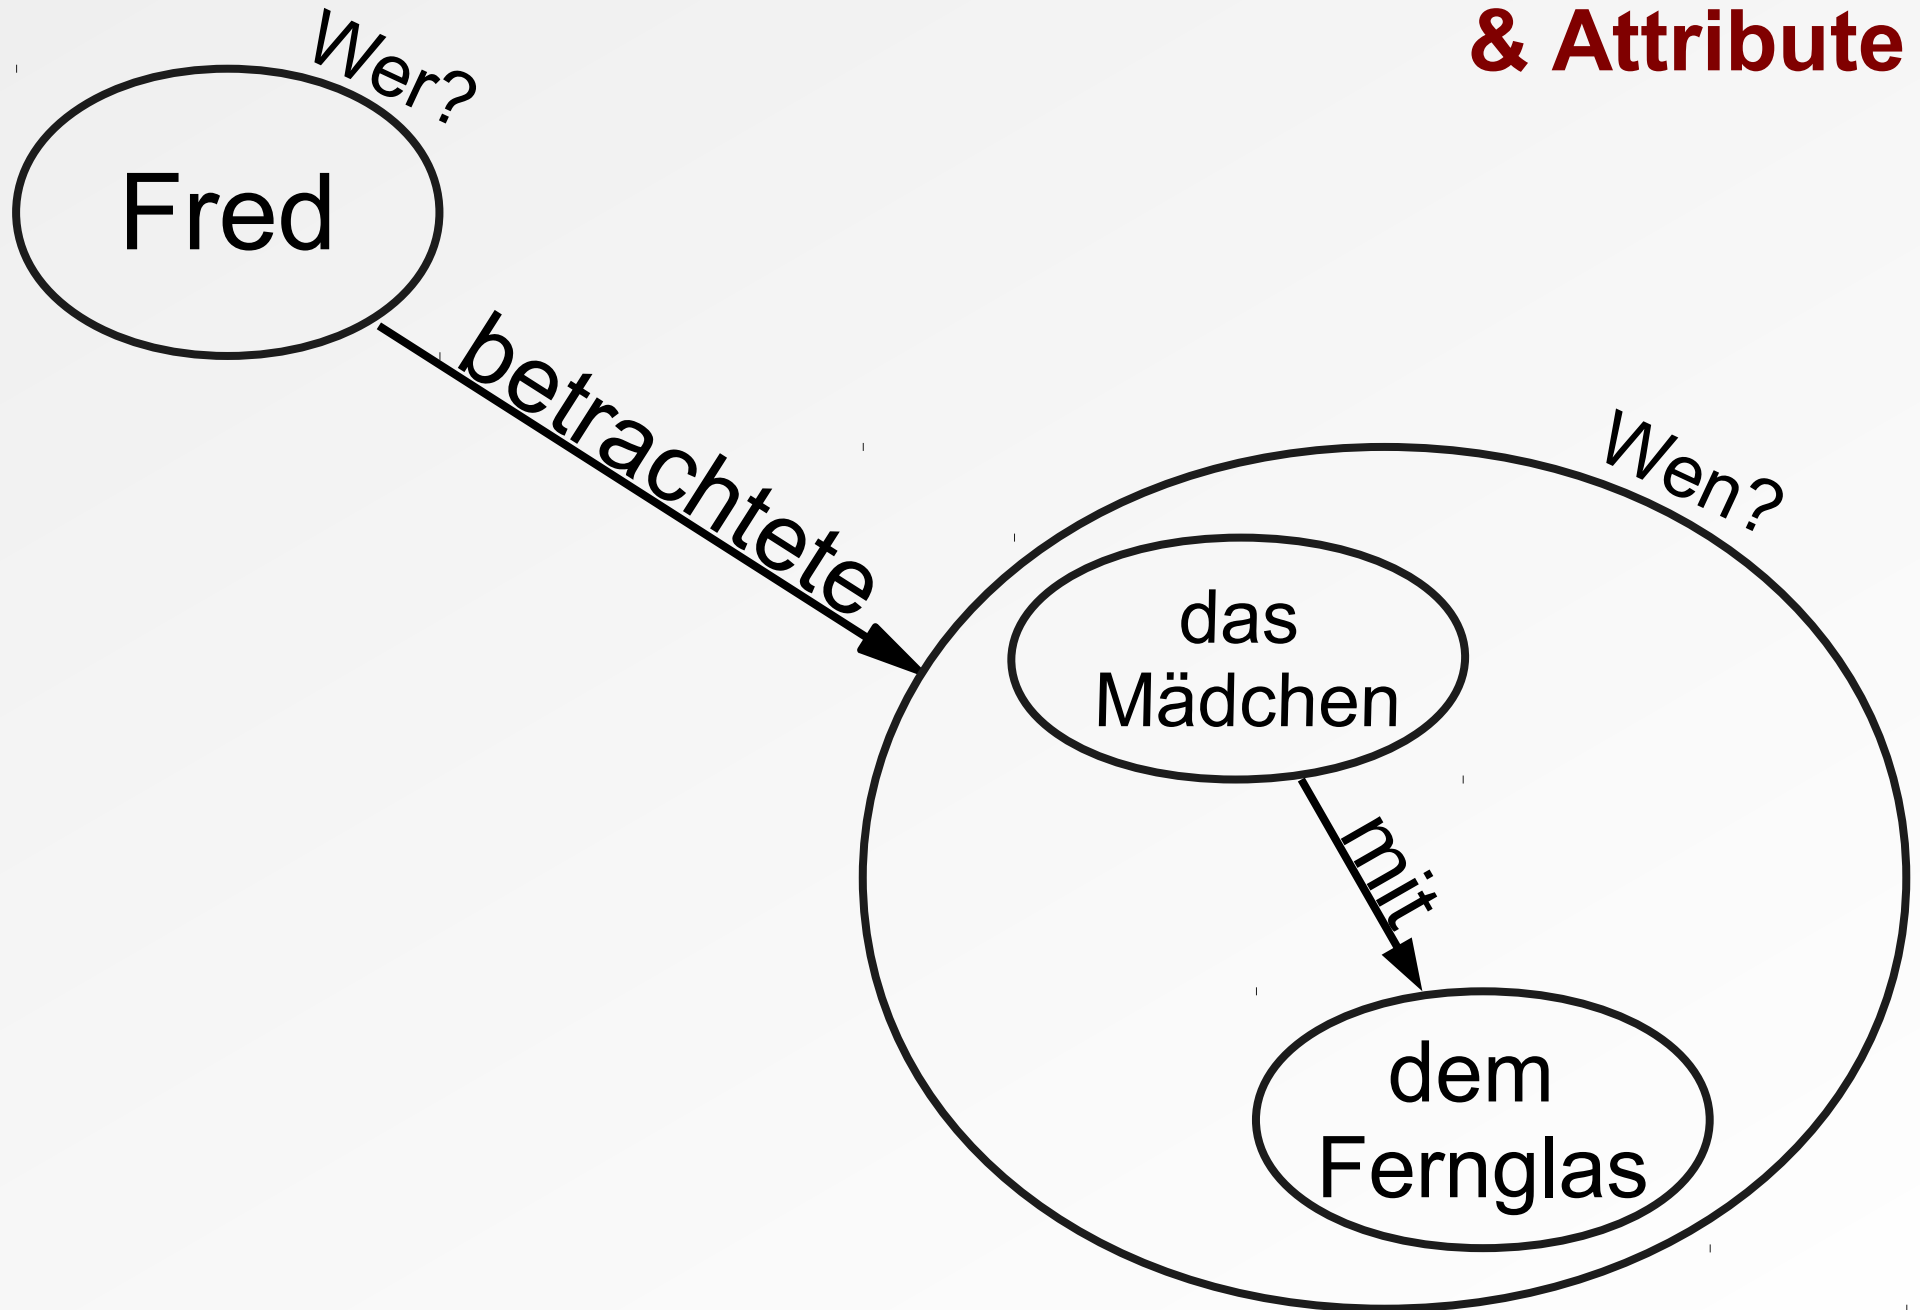 & Attribute
Wer?
Fred
betrachtete
Wen?
das
Mädchen
mit
dem
Fernglas